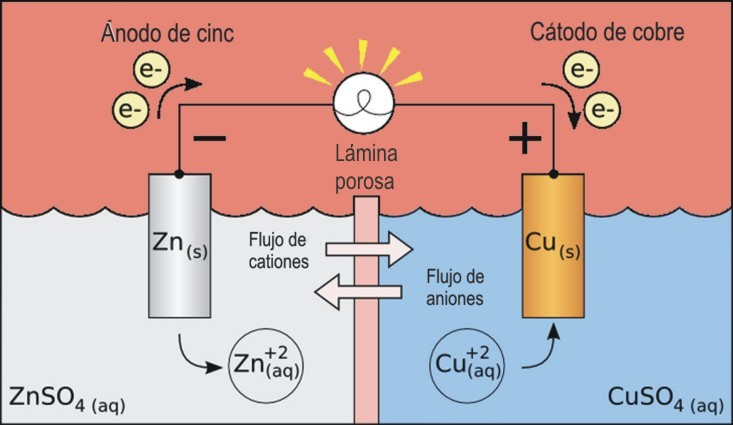 Ánodo de cinc
Cátodo de cobre
e-
e-
e-
e-
−
+
Lámina
porosa
Zn(s)
Flujo de
cationes
Flujo de
aniones
Cu(s)
Zn+2(aq)
Cu+2(aq)
ZnSO4 (aq)
CuSO4 (aq)